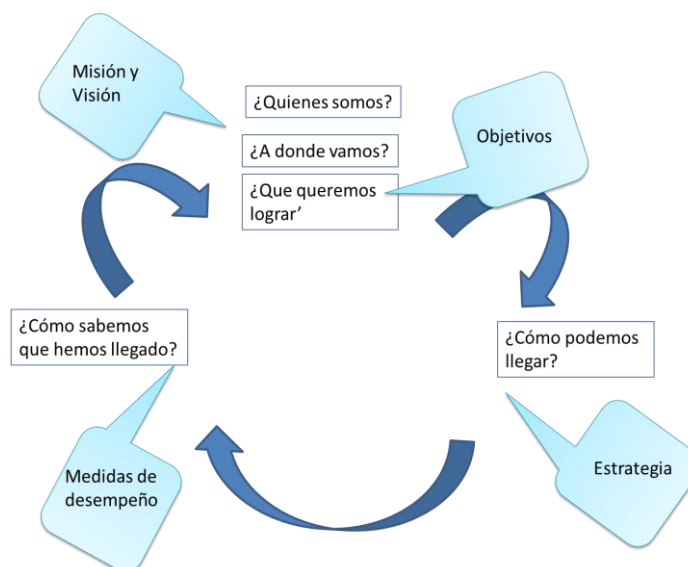 Misión y
Visión
¿Quienes somos?
¿A donde vamos?
¿Que queremos
lograr’
Objetivos
¿Cómo sabemos
que hemos llegado?
¿Cómo podemos
llegar?
Medidas de
desempeño
Estrategia